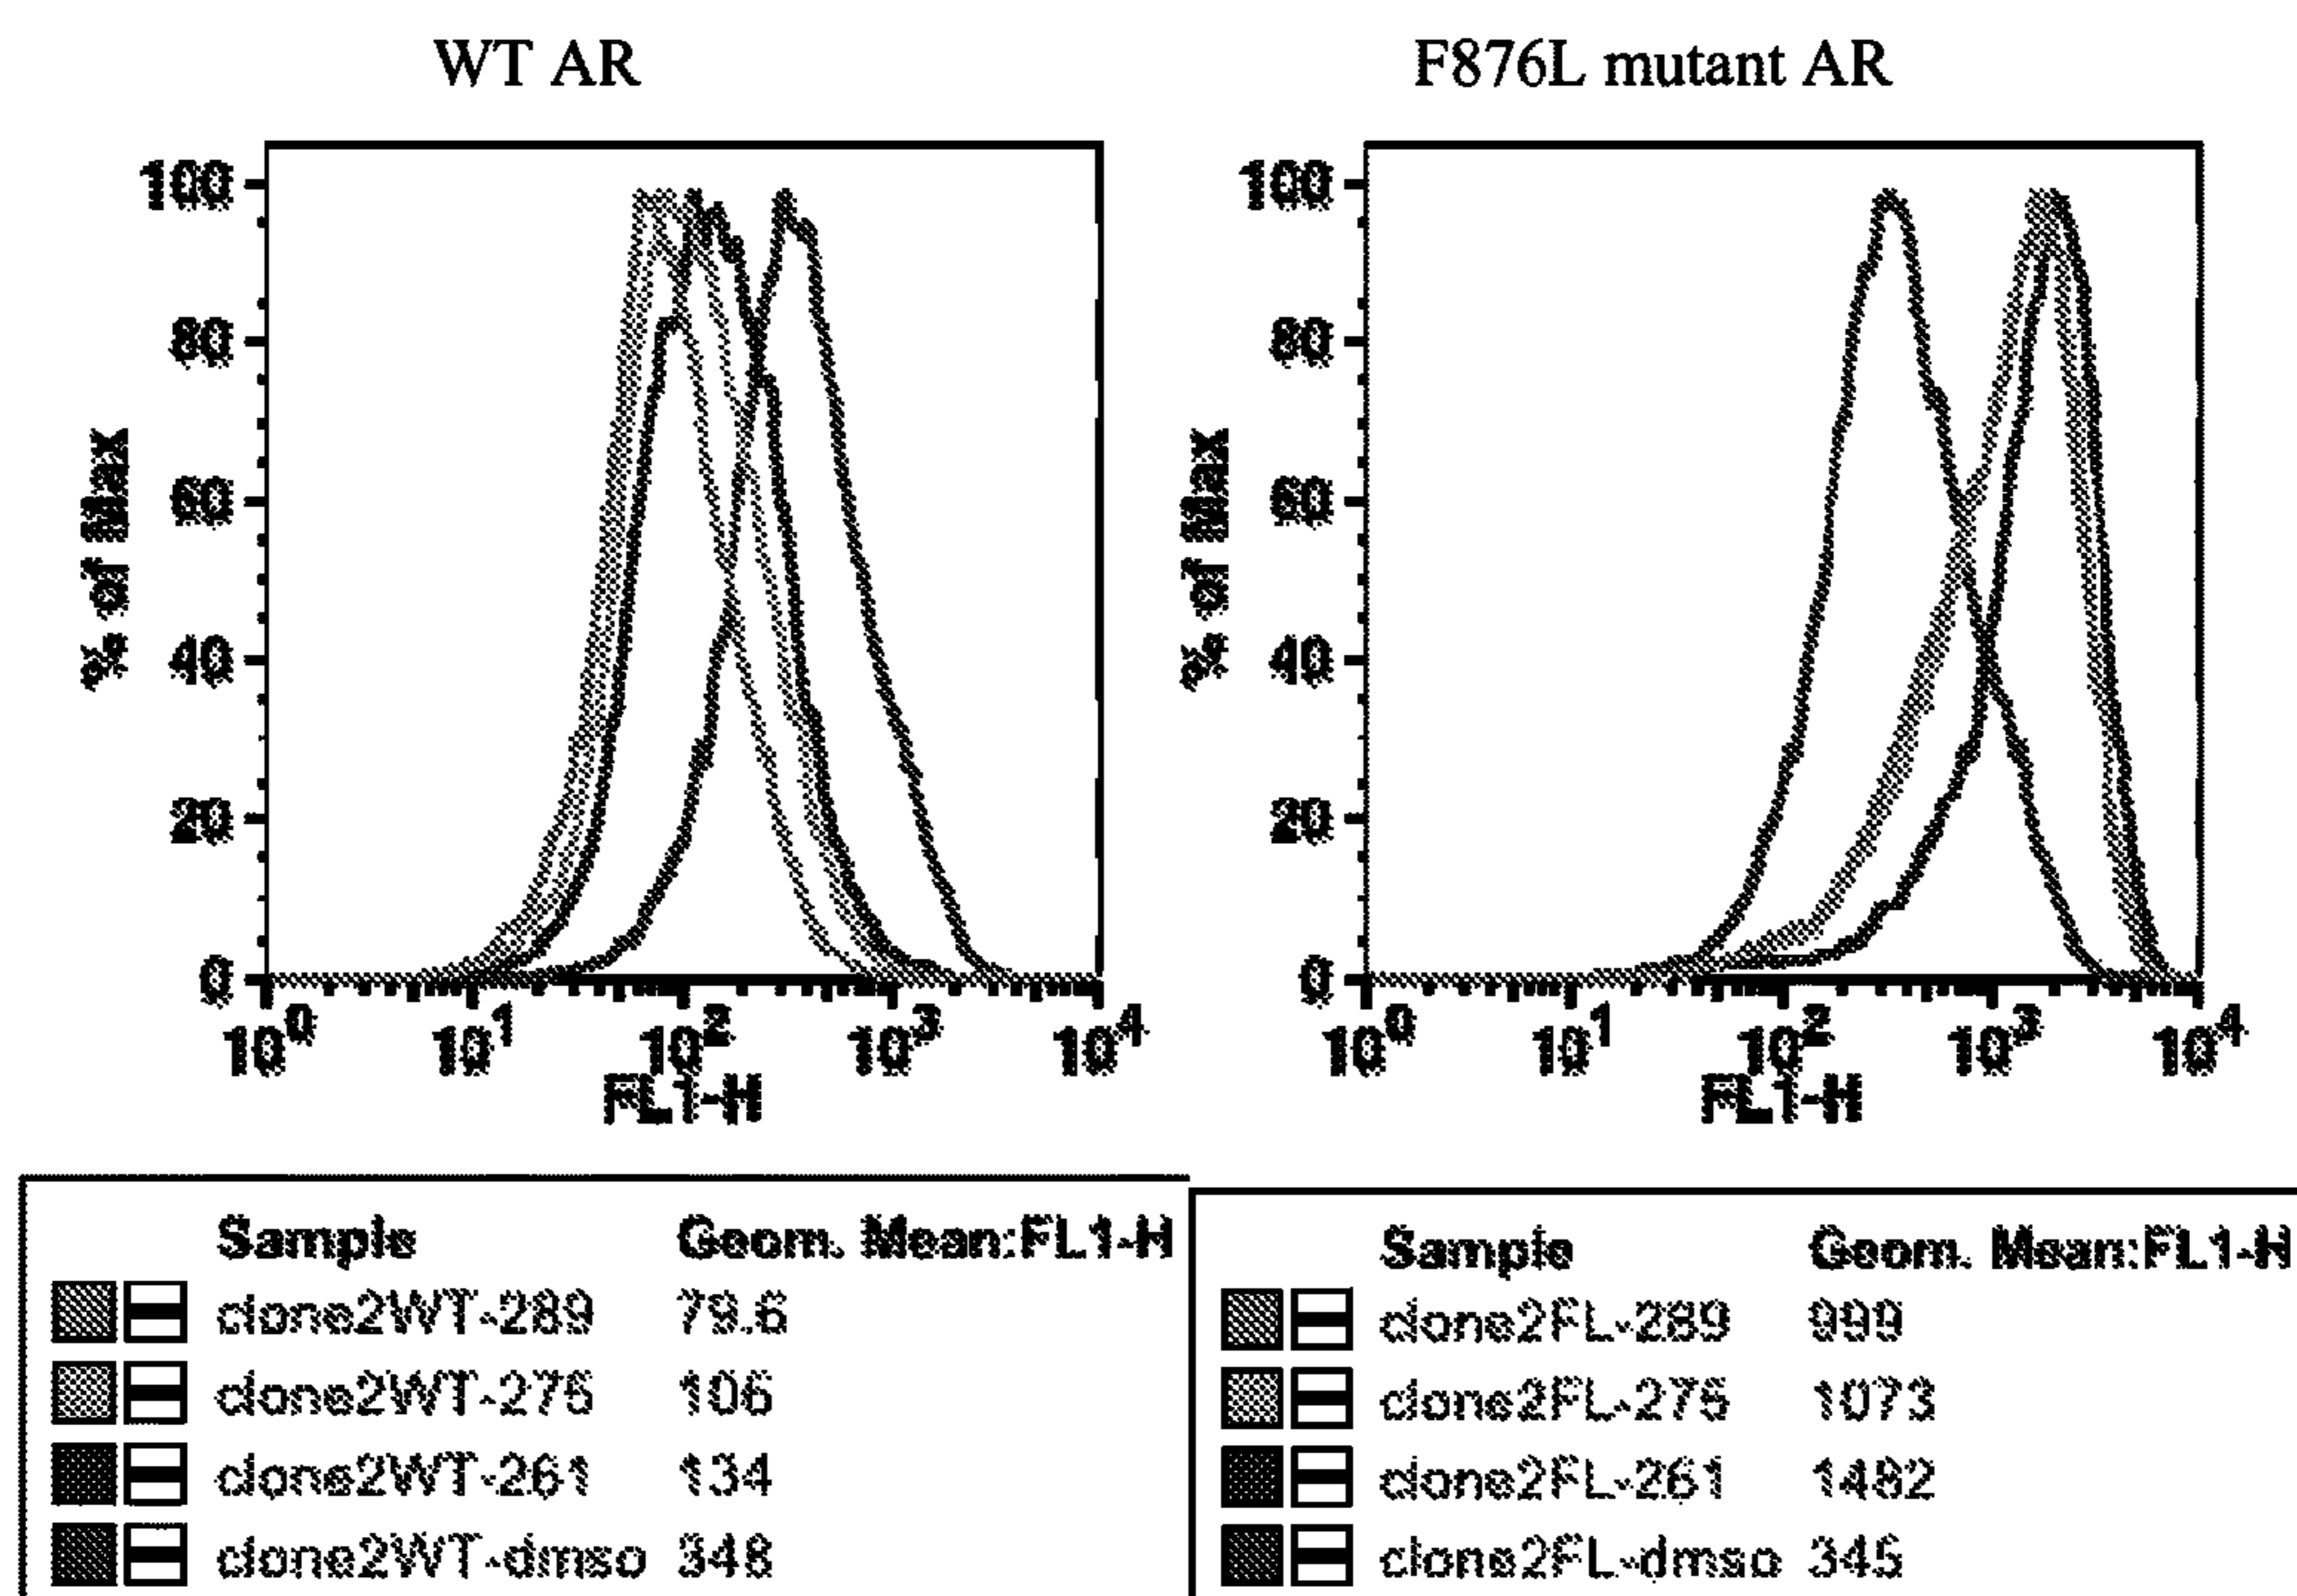 WT AR
F876L mutant AR
100
80
60
40
20
0
% of Max
10^0 10^1 10^2 10^3 10^4
FL1-H
100
80
60
40
20
0
% of Max
10^0 10^1 10^2 10^3 10^4
FL1-H
Sample Geom. Mean:FL1-H
clone2WT-289 79.6
clone2WT-275
clone2WT-261 134
clone2WT-dmso
Sample Geom. Mean:FL1-H
clone2FL-289 999
clone2FL-275 1073
clone2FL-261
clone2FL-dmso 345